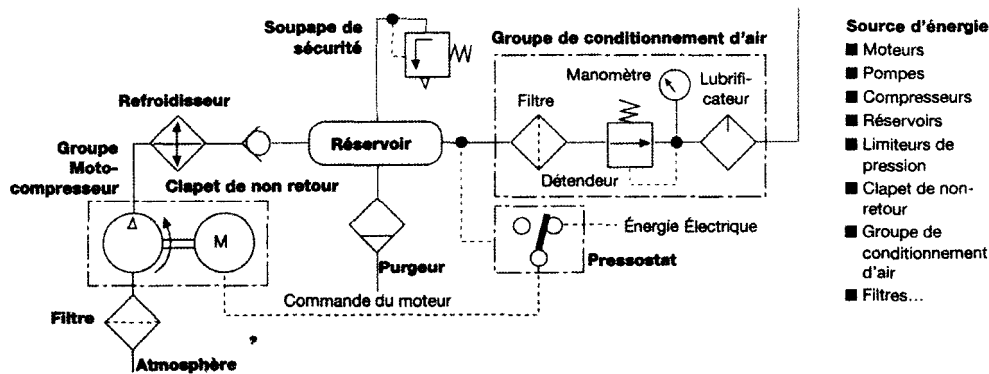 Soupape de
sécurité
Groupe de conditionnement d'air
Manomètre
Lubrifi-
cateur
Filtre
Refroidisseur
Réservoir
Groupe
Moto-
compresseur
Clapet de non retour
Détendeur
M
Énergie Électrique
Purgeur
Pressostat
Commande du moteur
Filtre
Atmosphère
Source d'énergie
■ Moteurs
■ Pompes
■ Compresseurs
■ Réservoirs
■ Limiteurs de
pression
■ Clapet de non-
retour
■ Groupe de
conditionnement
d'air
■ Filtres...